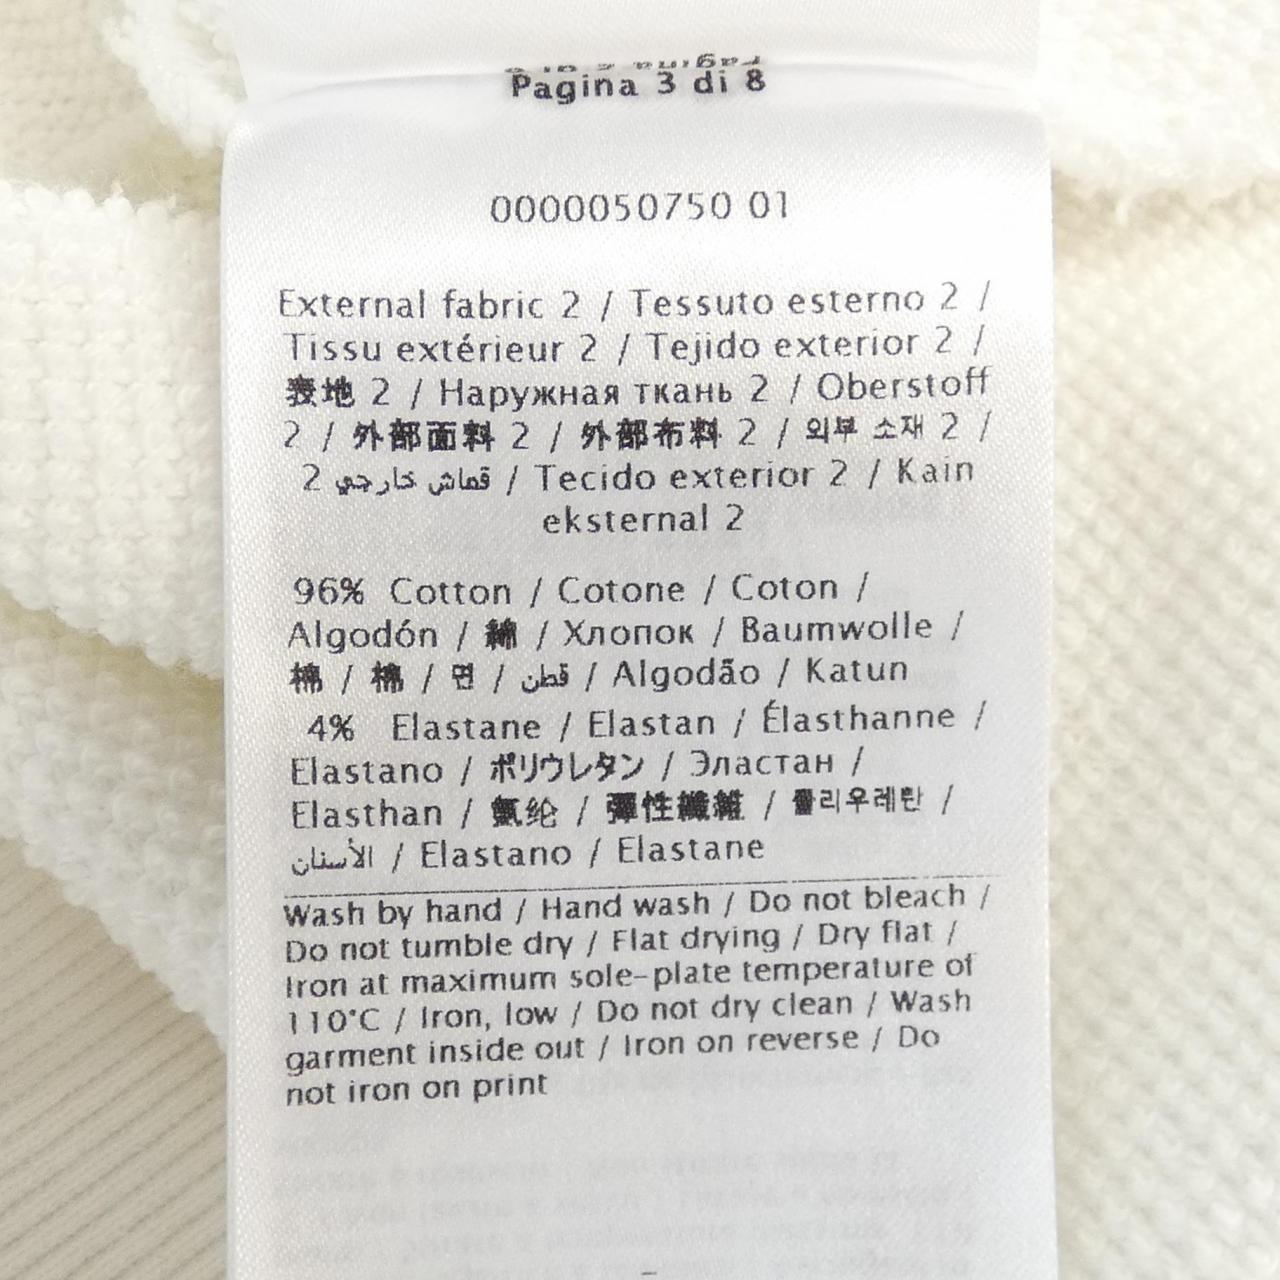 Pagina 3 di 8
0000050750 01
External fabric 2 / Tessuto esterno 2 /
Tissu extérieur 2 / Tejido exterior 2 /
表地 2 / Наружная ткань 2 / Oberstoff
2 / 外部面料 2 / 外部布料 2 / 외부 소재 2 /
قماش خارجي 2 / Tecido exterior 2 / Kain
eksternal 2
96% Cotton / Cotone / Coton /
Algodón / 綿 / Хлопок / Baumwolle /
棉 / 棉 / 면 / قطن / Algodão / Katun
4% Elastane / Elastan / Élasthanne /
Elastano / ポリウレタン / Эластан /
Elasthan / 氨纶 / 彈性纖維 / 폴리우레탄 /
الأستان / Elastano / Elastane
Wash by hand / Hand wash / Do not bleach /
Do not tumble dry / Flat drying / Dry flat /
Iron at maximum sole-plate temperature of
110°C / Iron, low / Do not dry clean / Wash
garment inside out / Iron on reverse / Do
not iron on print